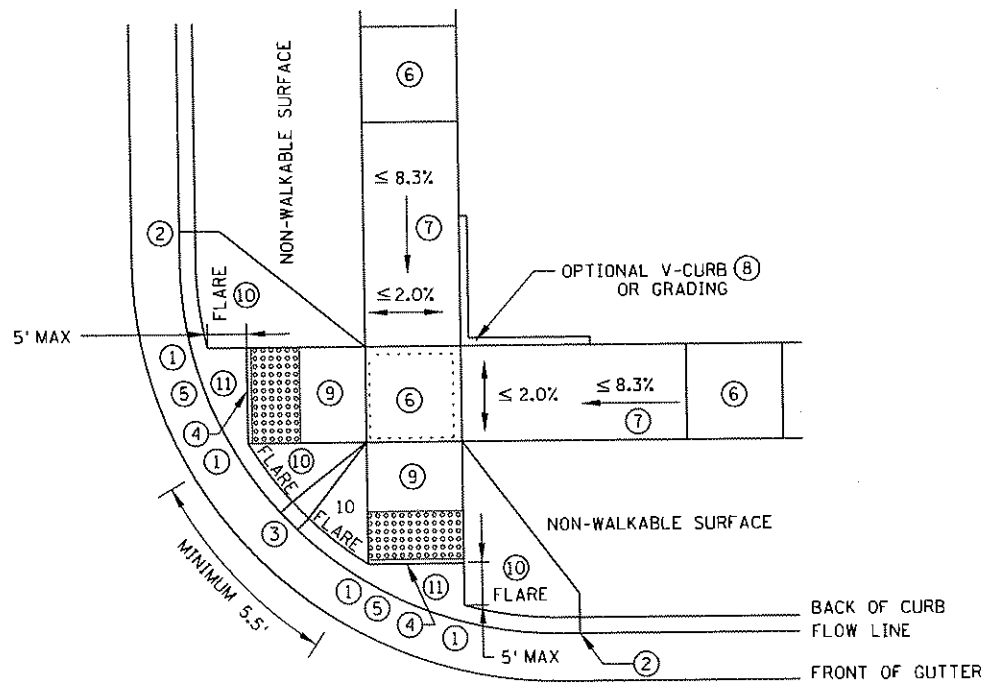 6
NON-WALKABLE SURFACE
≤ 8.3%
7
2
OPTIONAL V-CURB 8
OR GRADING
FLARE 10
≤2.0%
5' MAX
1
11
9
6
≤ 2.0%
≤8.3%
6
5
7
4
10
1
FLARE
9
10
FLARE
3
NON-WALKABLE SURFACE
MINIMUM 5.5'
10
11
FLARE
1
5
4
1
BACK OF CURB
FLOW LINE
5' MAX
2
FRONT OF GUTTER